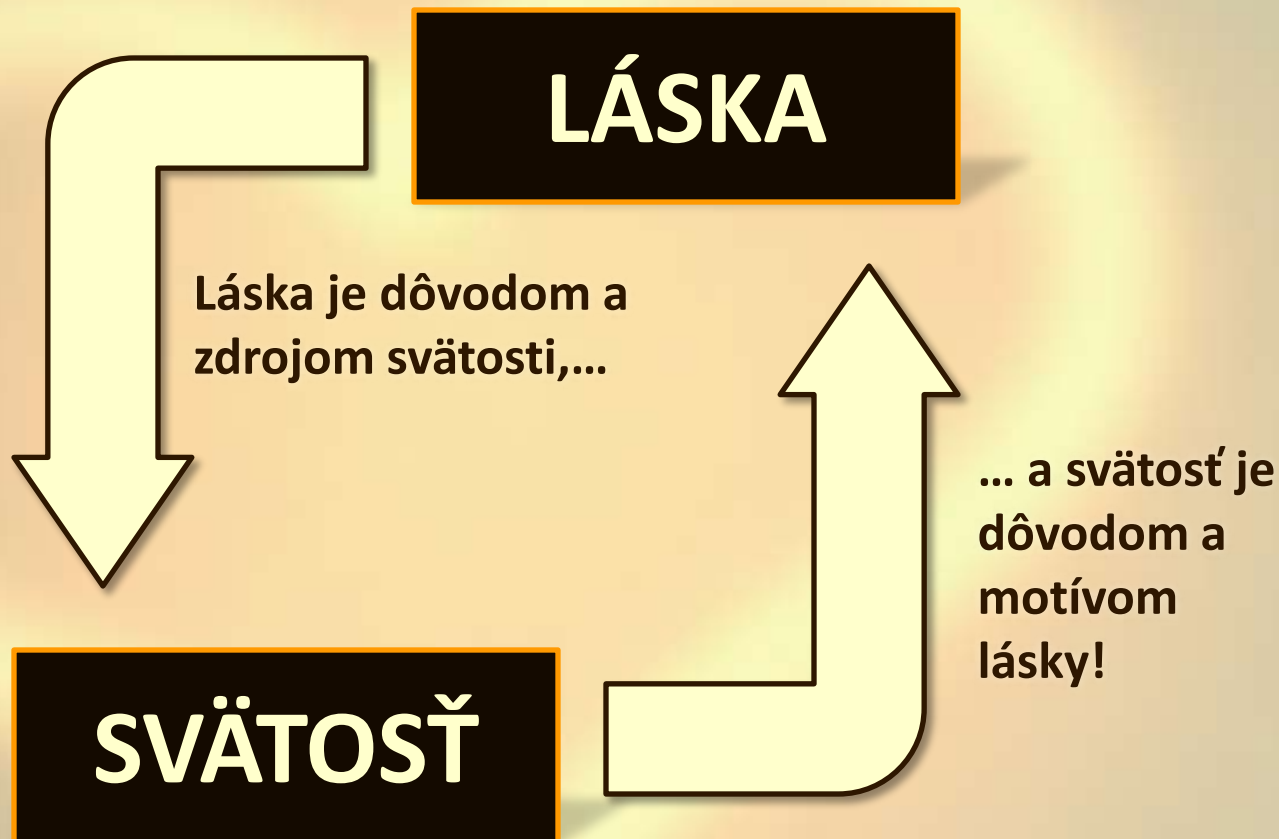 LÁSKA
Láska je dôvodom a
zdrojom svätosti,...
... a svätosť je
dôvodom a
motívom
lásky!
SVÄTOSŤ